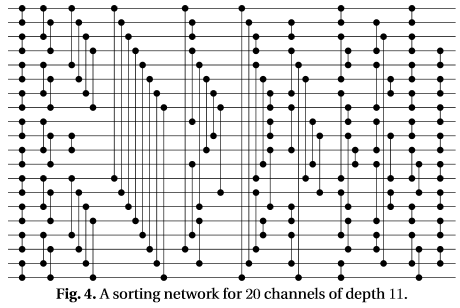 Fig. 4. A sorting network for 20 channels of depth 11.